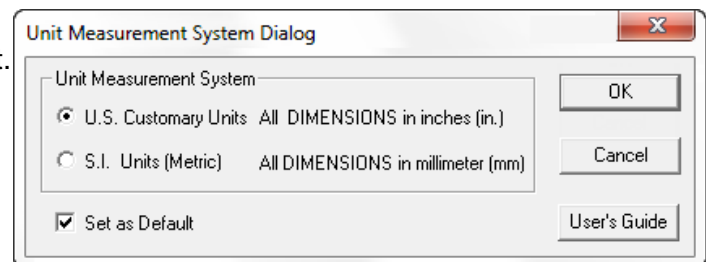 Unit Measurement System Dialog
t.
Unit Measurement System
OK
U.S. Customary Units All DIMENSIONS in inches (in.)
S.I. Units (Metric) All DIMENSIONS in millimeter (mm)
Cancel
Set as Default
User's Guide